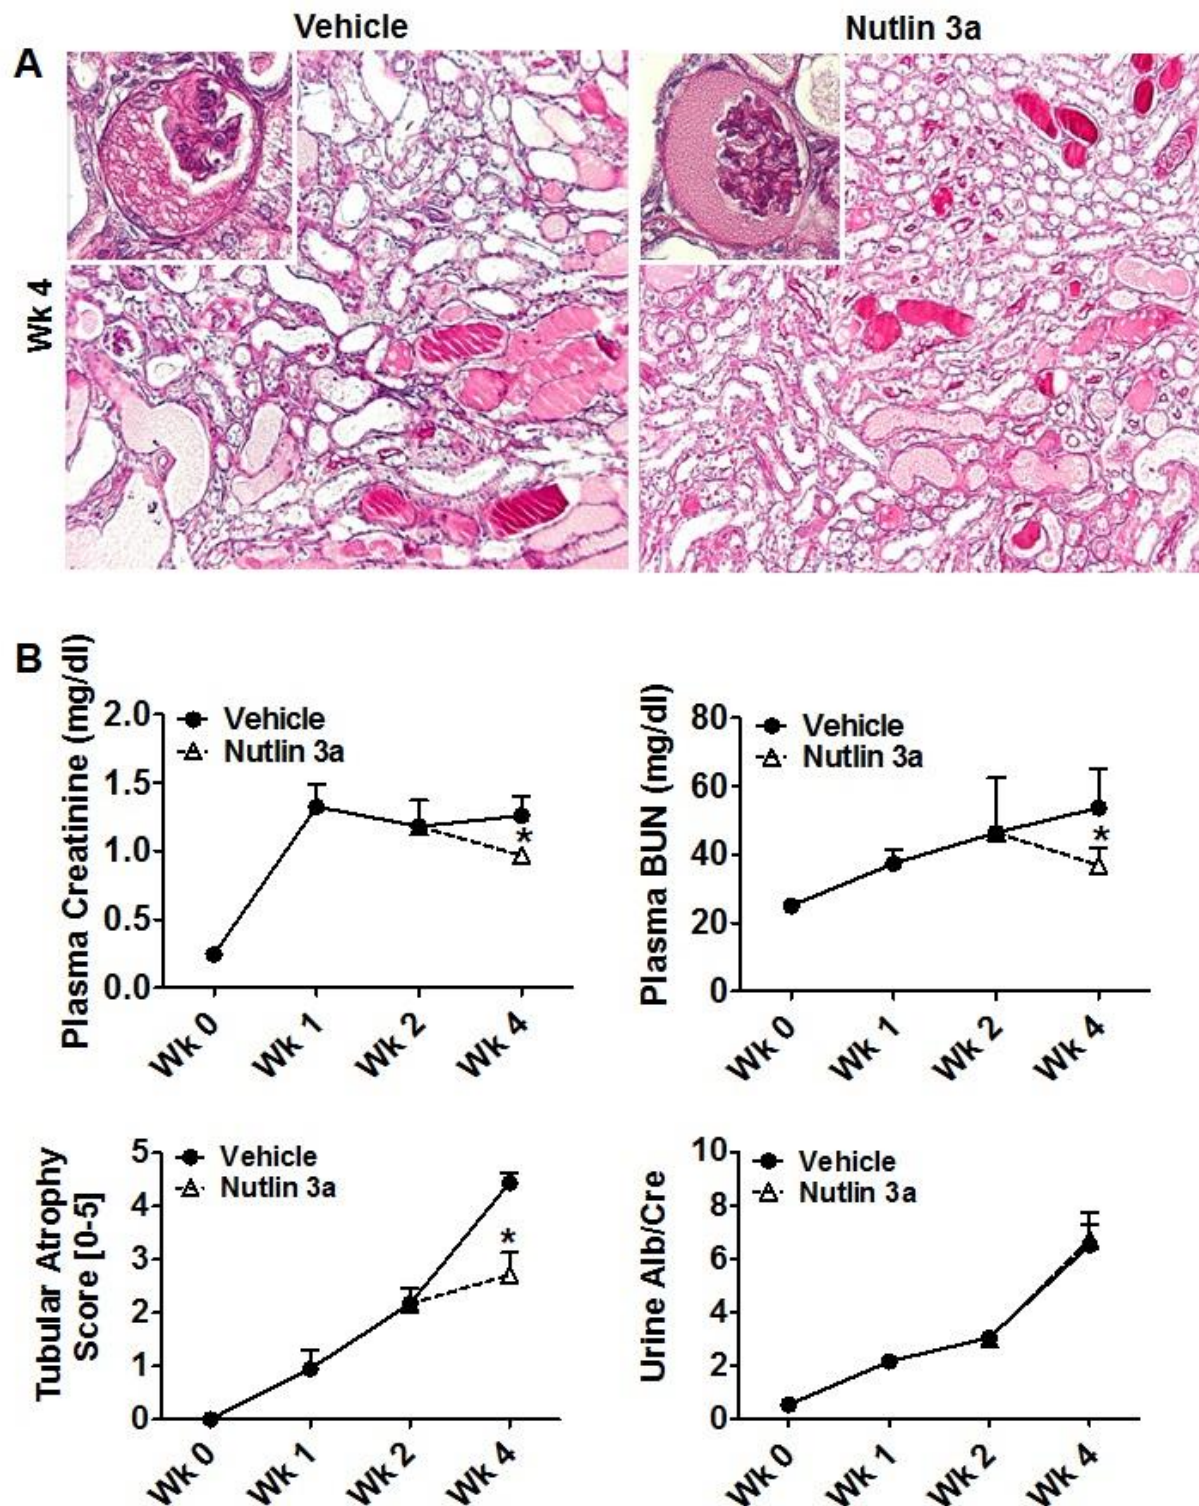 Vehicle
Nutlin 3a
A
Wk 4
B
Plasma Creatinine (mg/dl)
2.0
1.5
1.0
0.5
0.0
Vehicle
Nutlin 3a
*
Wk 0
Wk 1
Wk 2
Wk 4
Plasma BUN (mg/dl)
80
60
40
20
0
Vehicle
Nutlin 3a
*
Wk 0
Wk 1
Wk 2
Wk 4
Tubular Atrophy
Score [0-5]
5
4
3
2
1
0
Vehicle
Nutlin 3a
*
Wk 0
Wk 1
Wk 2
Wk 4
Urine Alb/Cre
10
8
6
4
2
0
Vehicle
Nutlin 3a
Wk 0
Wk 1
Wk 2
Wk 4